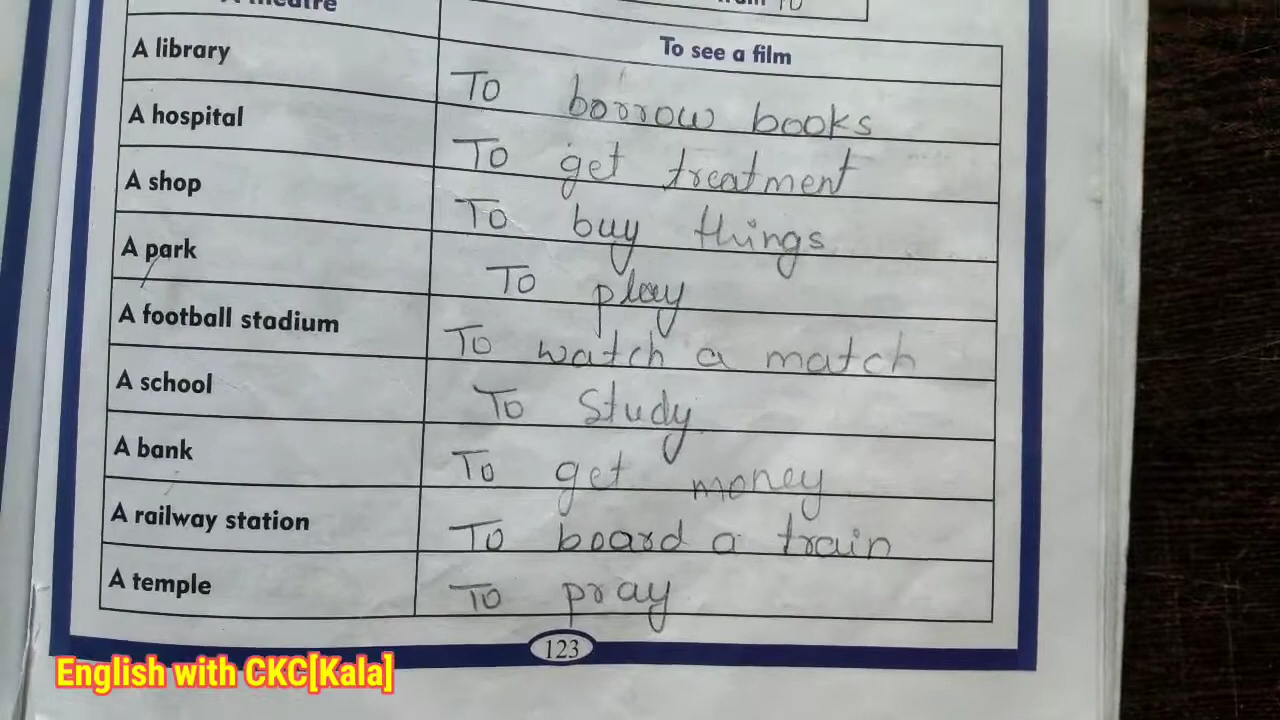 theatre
To see a film
A library
To borrow books
A hospital
To get treatment
A shop
To buy things
A park
To play
A football stadium
To watch a match
A school
To study
A bank
To get money
A railway station
To board a train
A temple
To pray
123
English with CKC[Kala]